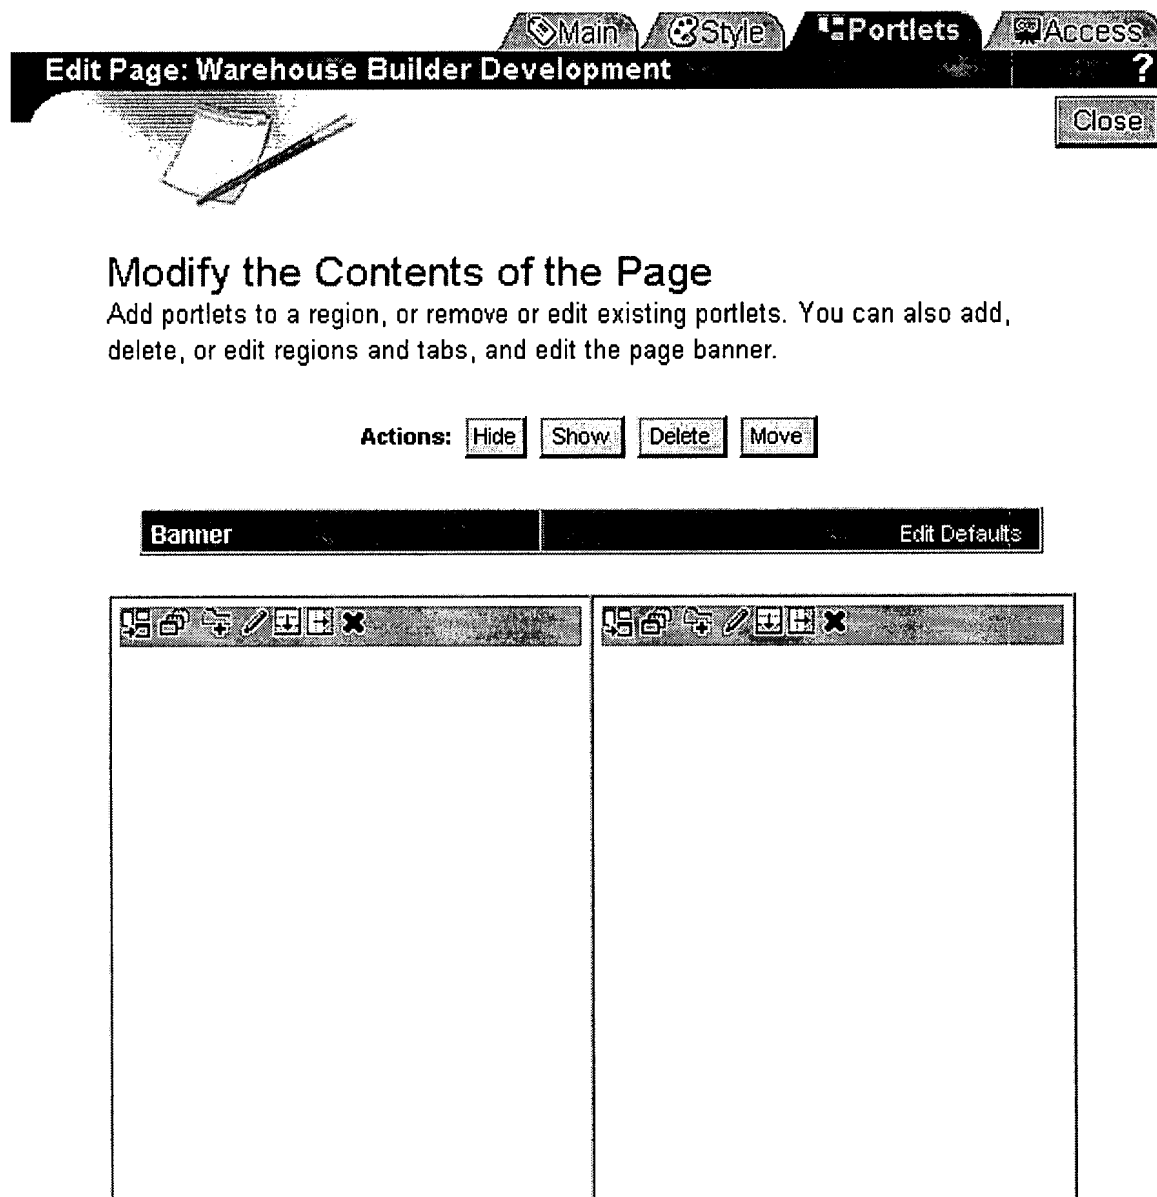 Main Style Portlets Access
Edit Page: Warehouse Builder Development ?
Close
Modify the Contents of the Page
Add portlets to a region, or remove or edit existing portlets. You can also add,
delete, or edit regions and tabs, and edit the page banner.
Actions: Hide Show Delete Move
Banner Edit Defaults